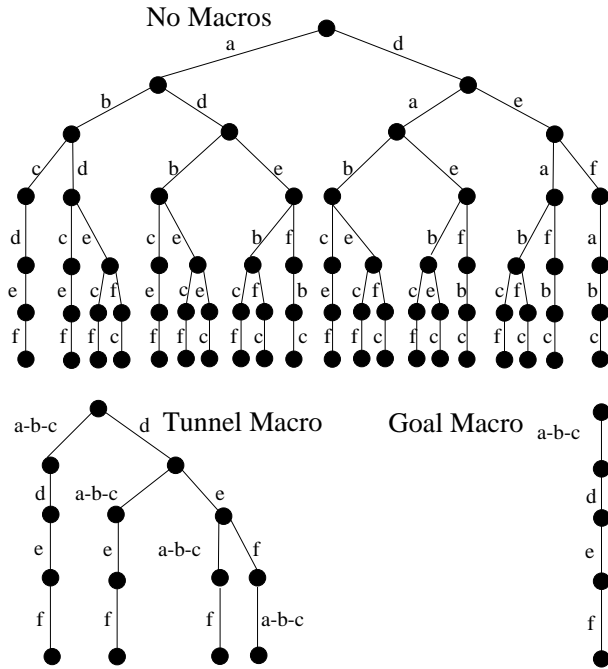 No Macros
a d
b d a e
c d b e b e a f
d c e c e b f c e b f b f a
e e c f e c e c f b e c f c e b c f b b
f f f c f f c f c c f f c f c c f c c c
Tunnel Macro Goal Macro
a-b-c d a-b-c
d a-b-c e d
e e a-b-c f e
f f f a-b-c f